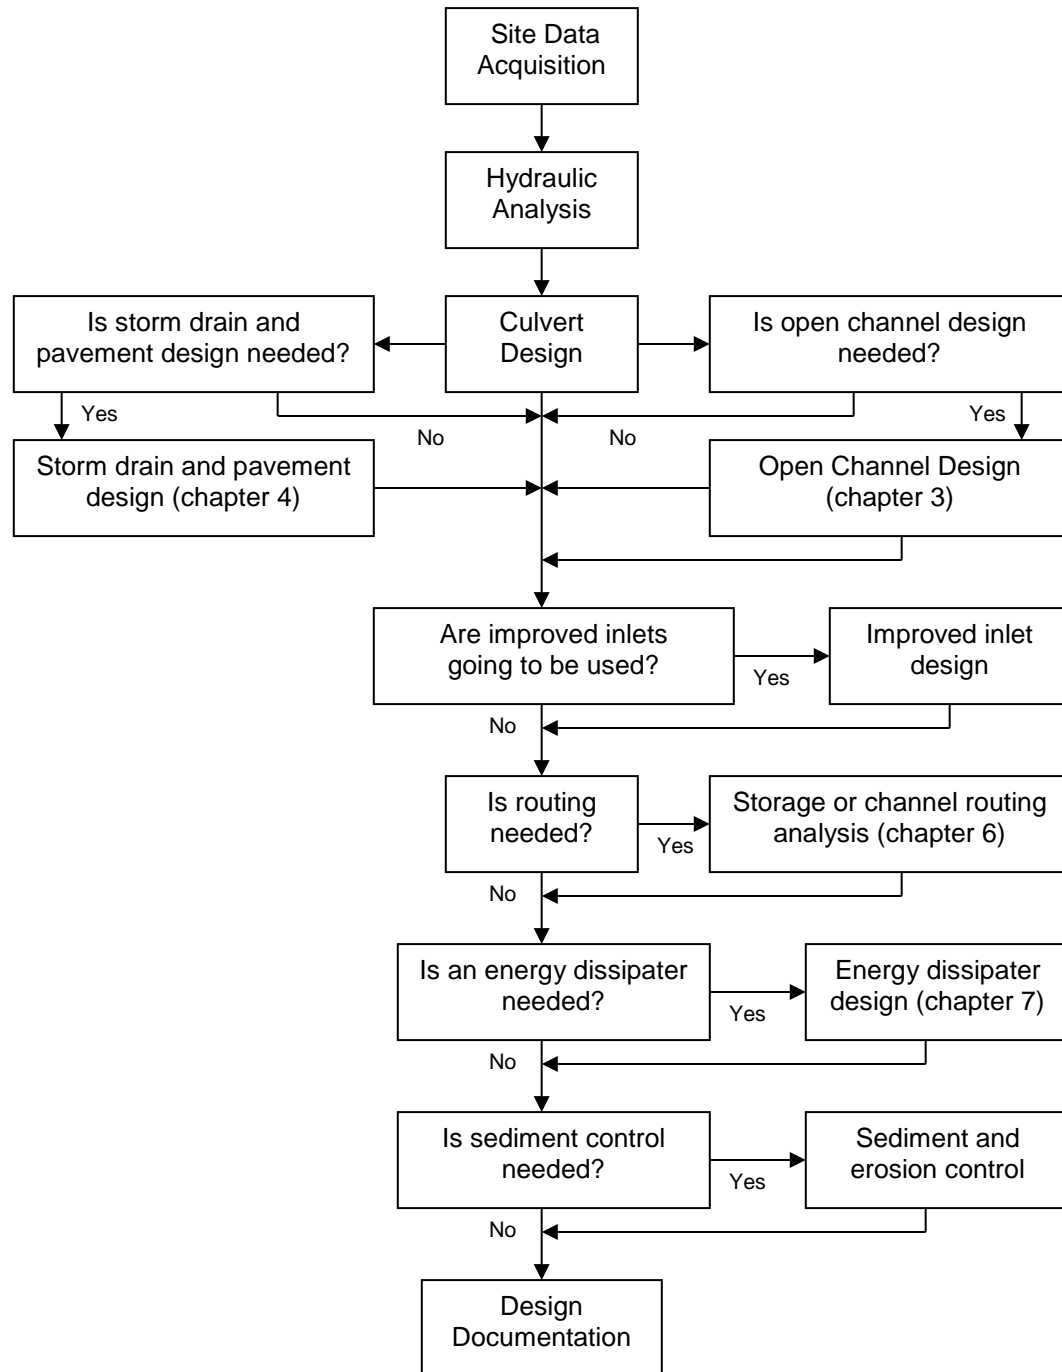 Site Data
Acquisition
Hydraulic
Analysis
Is storm drain and
pavement design needed?
Culvert
Design
Is open channel design
needed?
Yes
No
No
Yes
Storm drain and pavement
design (chapter 4)
Open Channel Design
(chapter 3)
Are improved inlets
going to be used?
Yes
Improved inlet
design
No
Is routing
needed?
Yes
Storage or channel routing
analysis (chapter 6)
No
Is an energy dissipater
needed?
Yes
Energy dissipater
design (chapter 7)
No
Is sediment control
needed?
Yes
Sediment and
erosion control
No
Design
Documentation